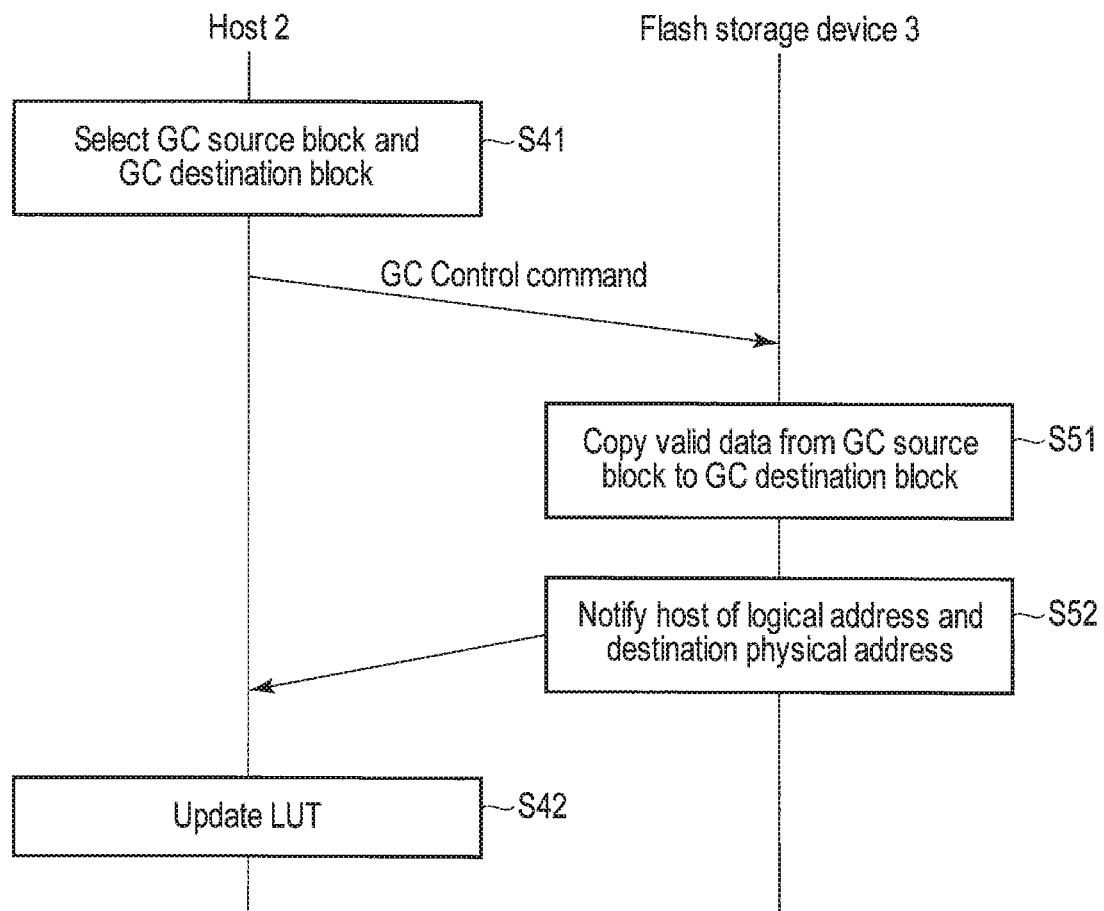 Host 2
Flash storage device 3
Select GC source block and
GC destination block
S41
GC Control command
Copy valid data from GC source
block to GC destination block
S51
Notify host of logical address and
destination physical address
S52
Update LUT
S42